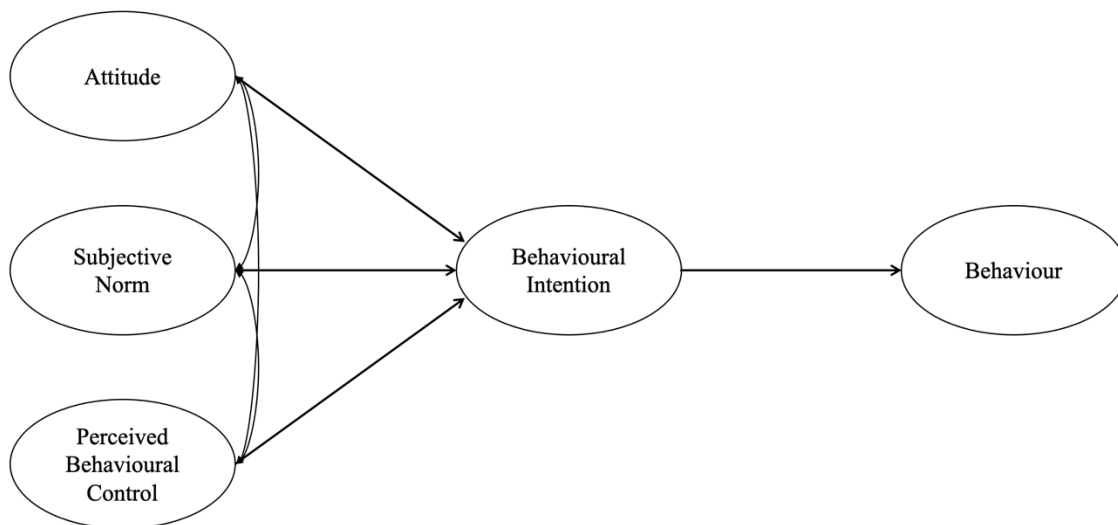 Attitude
Subjective
Norm
Perceived
Behavioural
Control
Behavioural
Intention
Behaviour